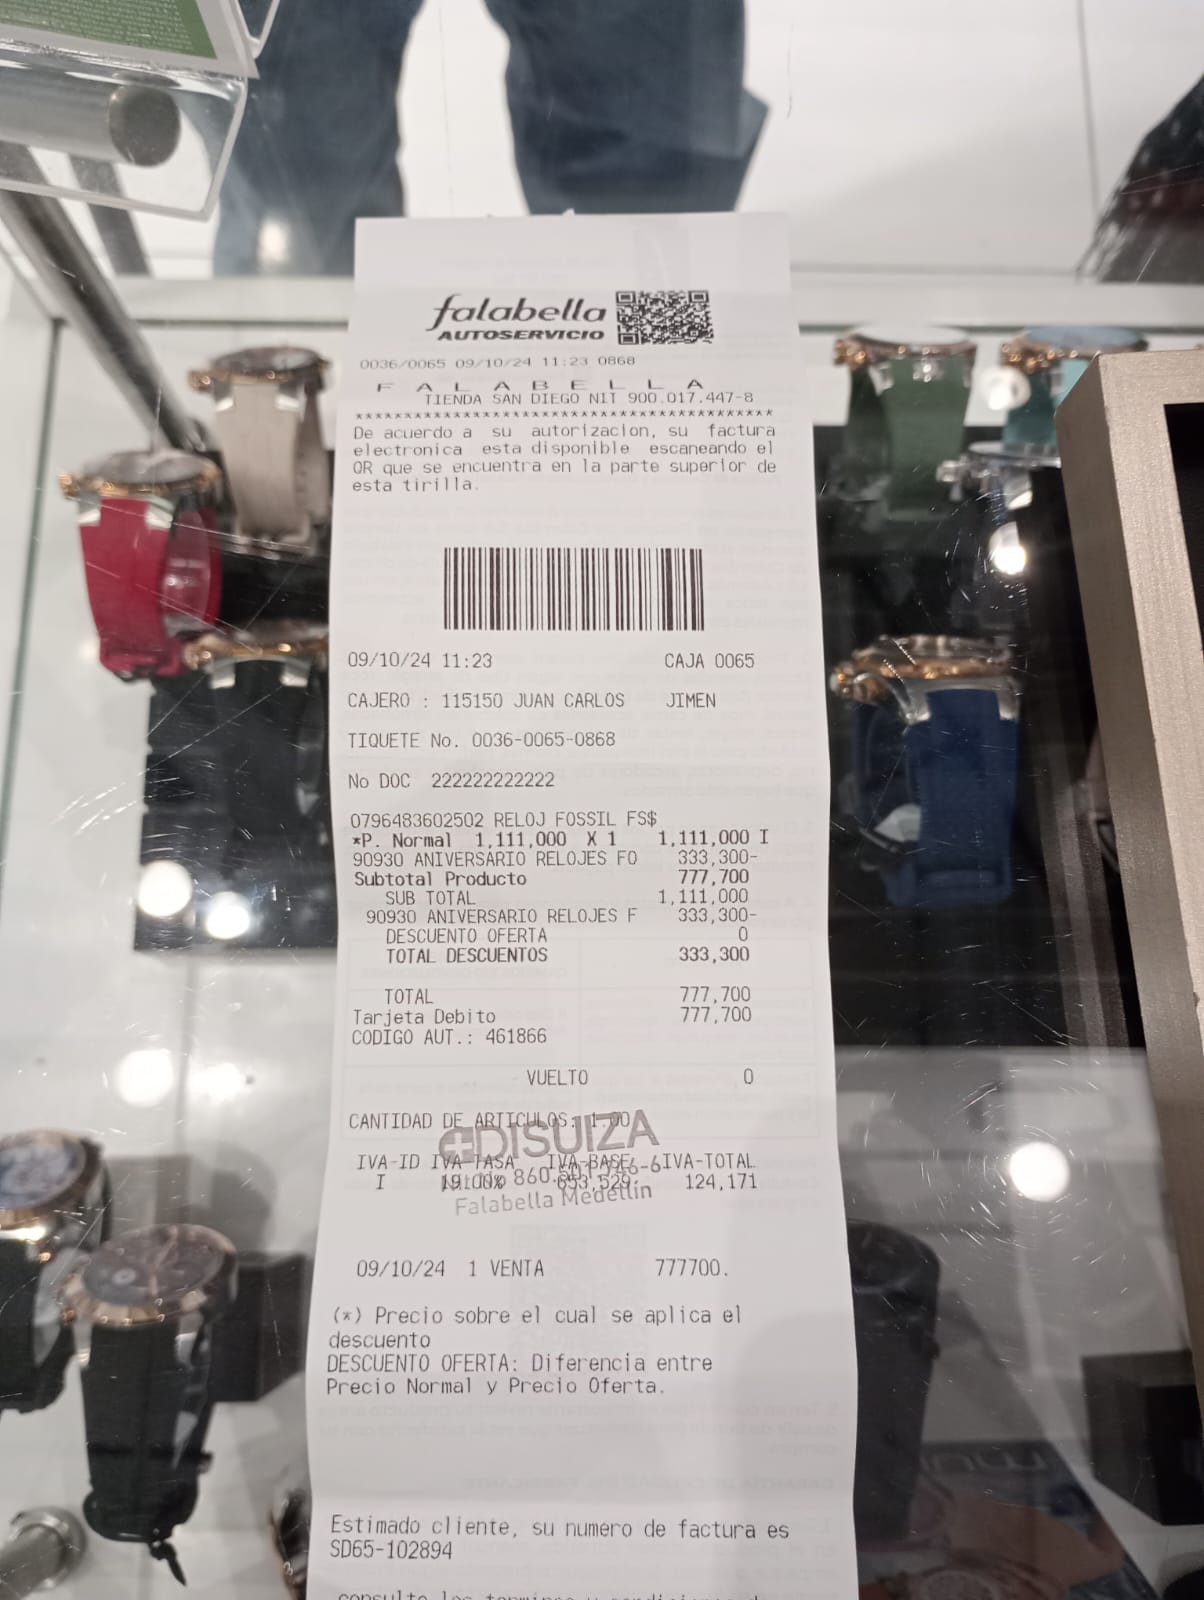 falabella
AUTOSERVICIO
0036/0065 09/10/24 11:23 0868
F A L A B E L L A
TIENDA SAN DIEGO NIT 900.017.447-8
******************************************
De acuerdo a su autorizacion, su factura
electronica esta disponible escaneando el
QR que se encuentra en la parte superior de
esta tirilla.
09/10/24 11:23 CAJA 0065
CAJERO : 115150 JUAN CARLOS JIMEN
TIQUETE No. 0036-0065-0868
No DOC 222222222222
0796483602502 RELOJ FOSSIL FS$
*P. Normal 1,111,000 X 1 1,111,000 I
90930 ANIVERSARIO RELOJES FO 333,300-
Subtotal Producto 777,700
SUB TOTAL 1,111,000
90930 ANIVERSARIO RELOJES F 333,300-
DESCUENTO OFERTA 0
TOTAL DESCUENTOS 333,300
TOTAL 777,700
Tarjeta Debito 777,700
CODIGO AUT.: 461866
VUELTO 0
CANTIDAD DE ARTICULOS: 1.00
DISUIZA
IVA-ID IVA-TASA IVA-BASE IVA-TOTAL
I 19.00% 653,529 124,171
Falabella Medellin
09/10/24 1 VENTA 777700.
(*) Precio sobre el cual se aplica el
descuento
DESCUENTO OFERTA: Diferencia entre
Precio Normal y Precio Oferta.
Estimado cliente, su numero de factura es
SD65-102894